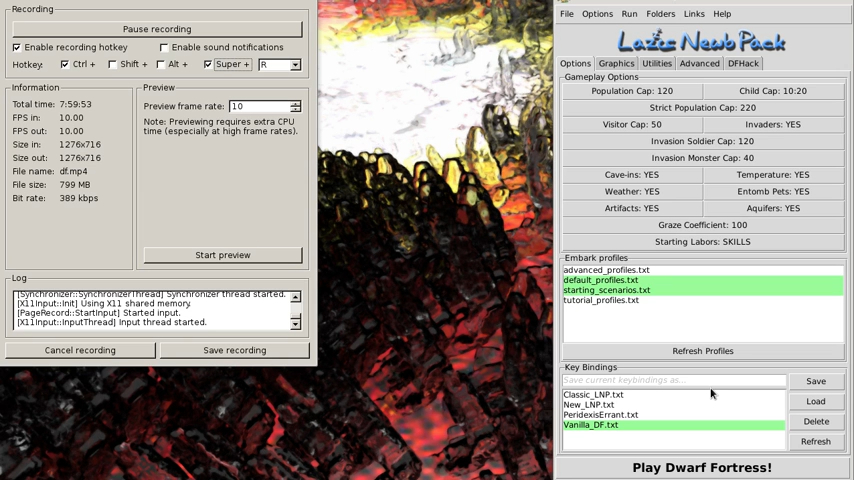 Recording
Pause recording
Enable recording hotkey
Enable sound notifications
Hotkey:
Ctrl +
Shift +
Alt +
Super +
R
Information
Total time: 7:59:53
FPS in: 10.00
FPS out: 10.00
Size in: 1276x716
Size out: 1276x716
File name: df.mp4
File size: 799 MB
Bit rate: 389 kbps
Preview
Preview frame rate: 10
Note: Previewing requires extra CPU
time (especially at high frame rates).
Start preview
Log
[Synchronizer::SynchronizerThread] Synchronizer thread started.
[X11Input::Init] Using X11 shared memory.
[PageRecord::StartInput] Started input.
[X11Input::InputThread] Input thread started.
Cancel recording
Save recording
File Options Run Folders Links Help
Lazy Newb Pack
Options Graphics Utilities Advanced DFHack
Gameplay Options
Population Cap: 120
Child Cap: 10:20
Strict Population Cap: 220
Visitor Cap: 50
Invaders: YES
Invasion Soldier Cap: 120
Invasion Monster Cap: 40
Cave-ins: YES
Temperature: YES
Weather: YES
Entomb Pets: YES
Artifacts: YES
Aquifers: YES
Graze Coefficient: 100
Starting Labors: SKILLS
Embark profiles
advanced_profiles.txt
default_profiles.txt
starting_scenarios.txt
tutorial_profiles.txt
Refresh Profiles
Key Bindings
Save current keybindings as...
Save
Classic_LNP.txt
New_LNP.txt
PeridexisErrant.txt
Vanilla_DF.txt
Load
Delete
Refresh
Play Dwarf Fortress!